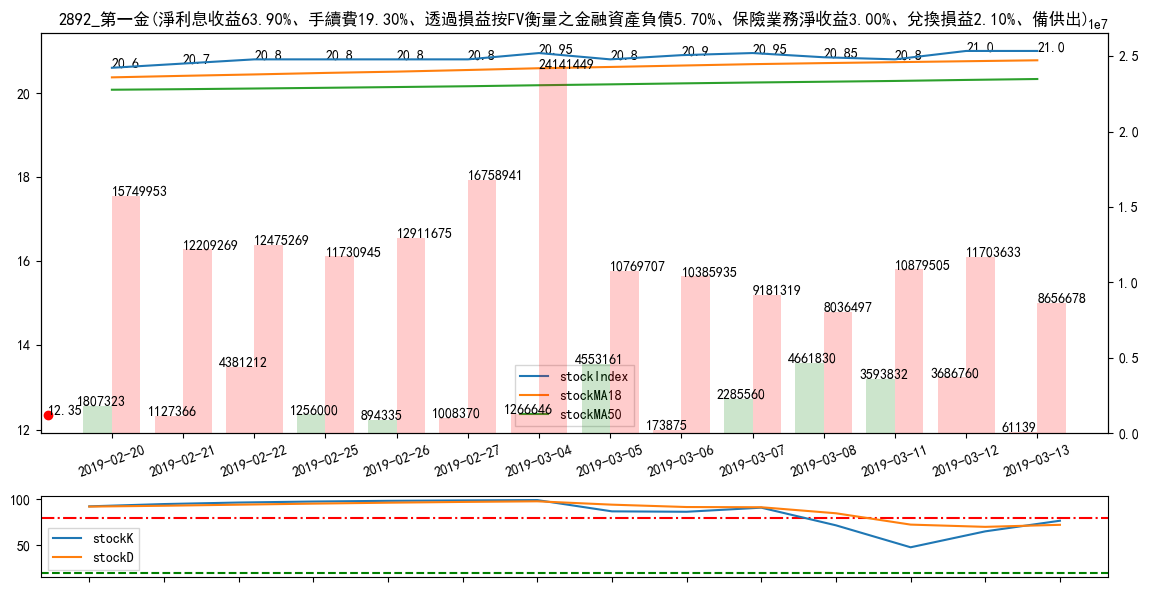 2892_第一金(淨利息收益63.90%、手續費19.30%、透過損益按FV衡量之金融資產負債5.70%、保險業務淨收益3.00%、兌換損益2.10%、備供出)
1e7
20.6 20.7 20.8 20.8 20.8 20.8 20.95 20.8 20.9 20.95 20.85 20.8 21.0 21.0
15749953 12209269 12475269 11730945 12911675 16758941 24141449 10769707 10385935 9181319 8036497 10879505 11703633 8656678
1807323 1127366 4381212 1256000 894335 1008370 1266646 4553161 173875 2285560 4661830 3593832 3686760 61139
12.35
20
18
16
14
12
2.5
2.0
1.5
1.0
0.5
0.0
stockIndex
stockMA18
stockMA50
2019-02-20 2019-02-21 2019-02-22 2019-02-25 2019-02-26 2019-02-27 2019-03-04 2019-03-05 2019-03-06 2019-03-07 2019-03-08 2019-03-11 2019-03-12 2019-03-13
100
50
stockK
stockD